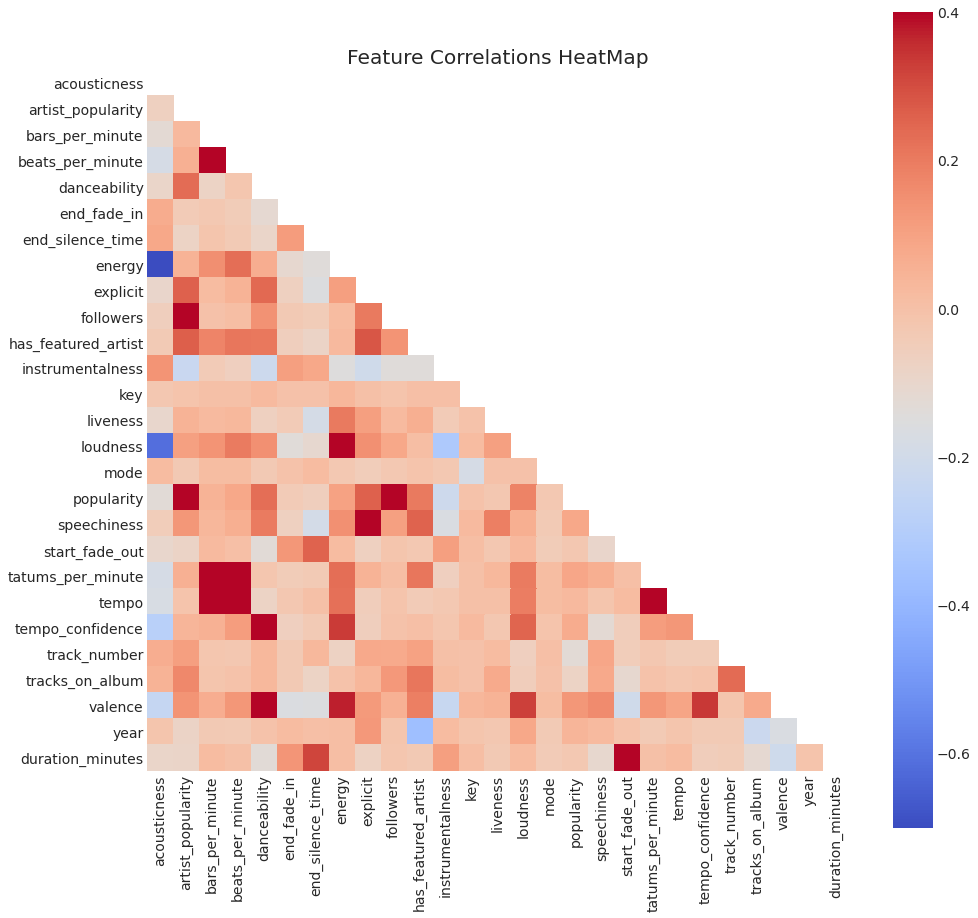 Feature Correlations HeatMap
acousticness
artist_popularity
bars_per_minute
beats_per_minute
danceability
end_fade_in
end_silence_time
energy
explicit
followers
has_featured_artist
instrumentalness
key
liveness
loudness
mode
popularity
speechiness
start_fade_out
tatums_per_minute
tempo
tempo_confidence
track_number
tracks_on_album
valence
year
duration_minutes
acousticness
artist_popularity
bars_per_minute
beats_per_minute
danceability
end_fade_in
end_silence_time
energy
explicit
followers
has_featured_artist
instrumentalness
key
liveness
loudness
mode
popularity
speechiness
start_fade_out
tatums_per_minute
tempo
tempo_confidence
track_number
tracks_on_album
valence
year
duration_minutes
0.4
0.2
0.0
−0.2
−0.4
−0.6